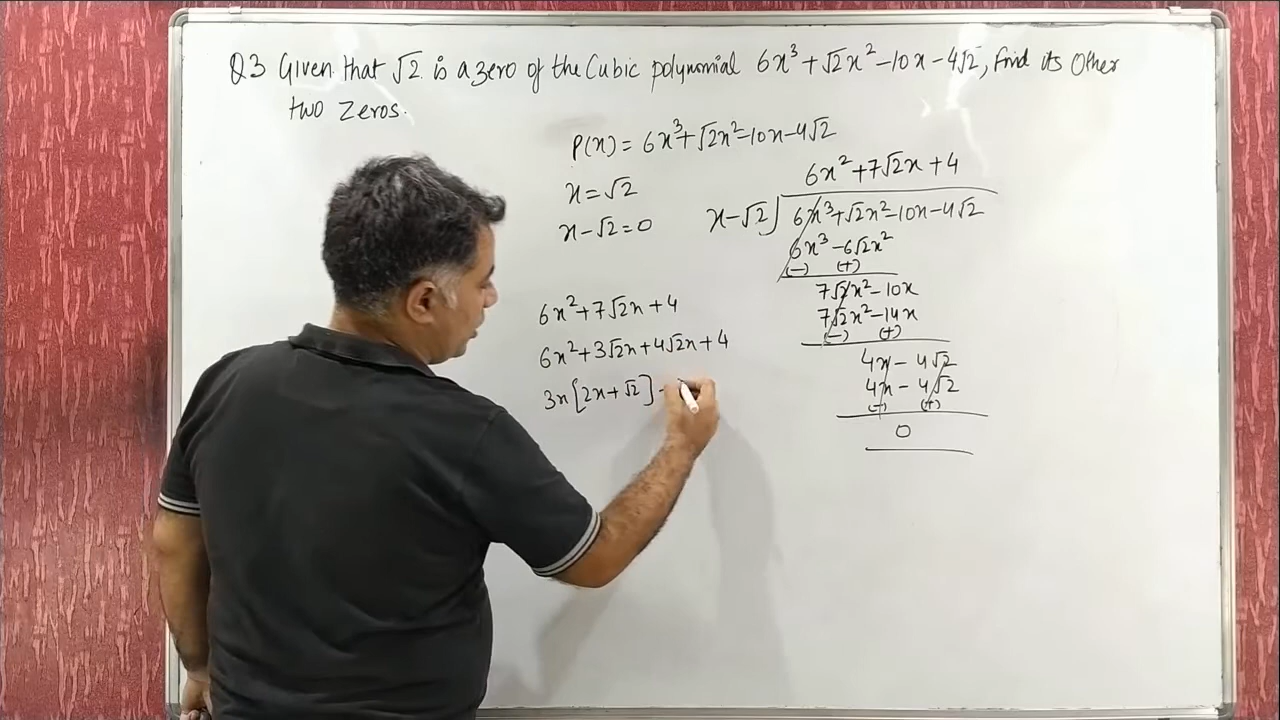 Q3 Given that √2 is a zero of the Cubic polynomial 6x³+√2x²-10x-4√2, find its Other
two Zeros.
P(x) = 6x³+√2x²-10x-4√2
x=√2
x-√2=0
6x²+7√2x+4
x-√2) 6x³+√2x²-10x-4√2
6x³-6√2x²
(-) (+)
7√2x²-10x
7√2x²-14x
(-) (+)
4x-4√2
4x-4√2
(-) (+)
0
6x²+7√2x+4
6x²+3√2x+4√2x+4
3x[2x+√2]